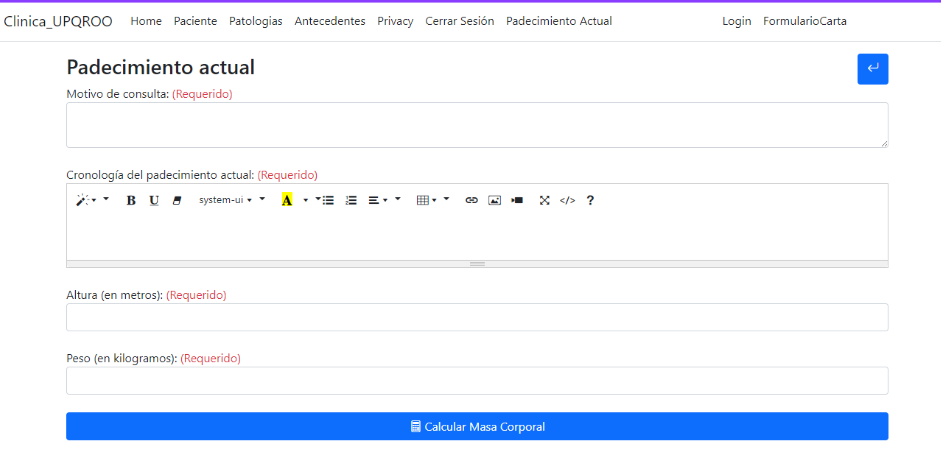 Clinica_UPQROO Home Paciente Patologias Antecedentes Privacy Cerrar Sesión Padecimiento Actual Login FormularioCarta
Padecimiento actual
Motivo de consulta: (Requerido)
Cronología del padecimiento actual: (Requerido)
B U system-ui A </> ?
Altura (en metros): (Requerido)
Peso (en kilogramos): (Requerido)
Calcular Masa Corporal